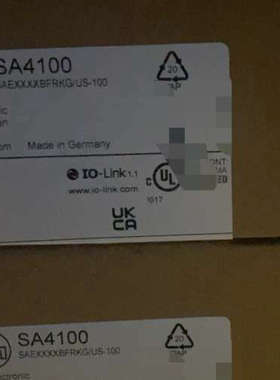 SA4100
SAEXXXXBFRKG/US-100
20
PAP
Made in Germany
IO-Link 1.1
www.io-link.com
c UL
UK
CA
SA4100
SAEXXXXBFRKG/US-100
20
PAP